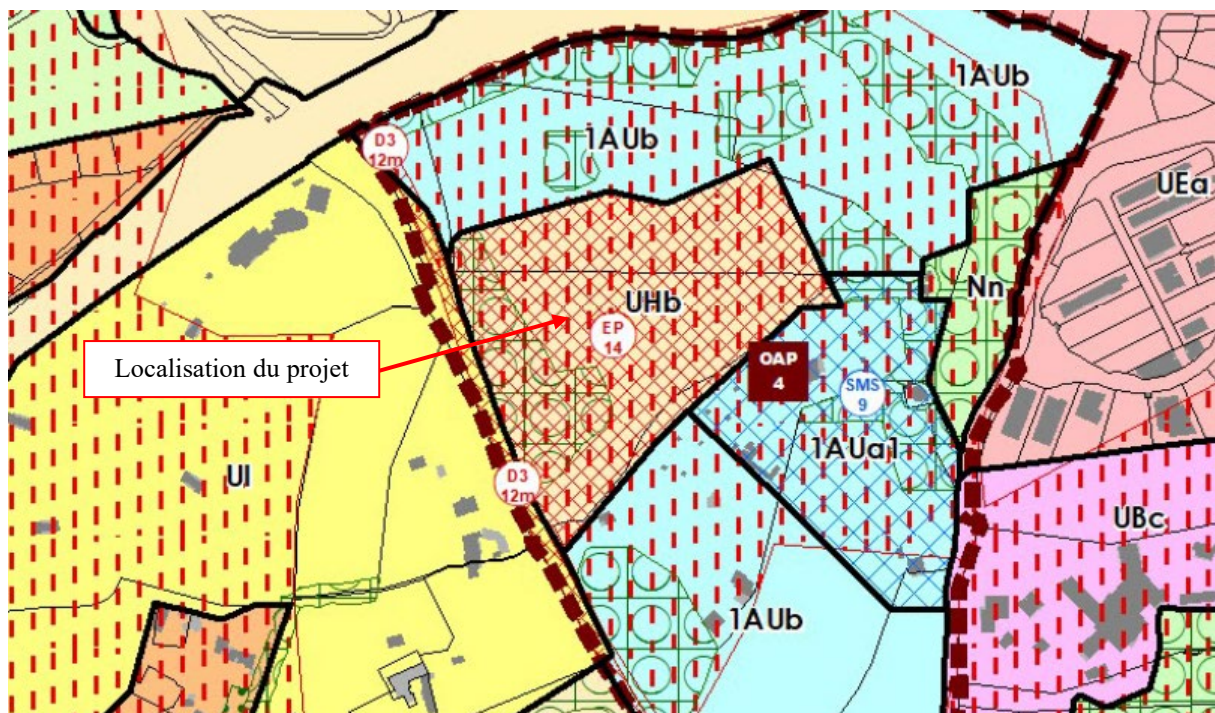 1AUb
D3
12m
1AUb
UEa
Nn
UHb
EP
14
Localisation du projet
OAP
4
SMS
9
1AUa1
UI
D3
12m
UBc
1AUb